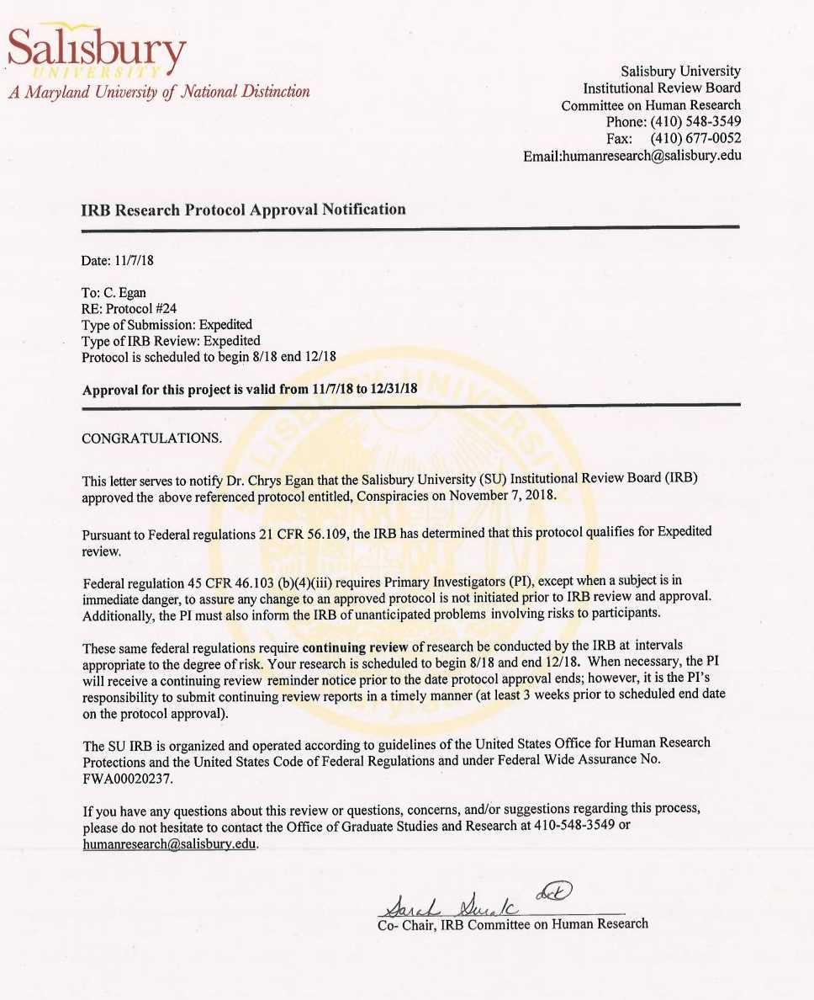 Salisbury
UNIVERSITY
A Maryland University of National Distinction
Salisbury University
Institutional Review Board
Committee on Human Research
Phone: (410) 548-3549
Fax: (410) 677-0052
Email:humanresearch@salisbury.edu
IRB Research Protocol Approval Notification
Date: 11/7/18
To: C. Egan
RE: Protocol #24
Type of Submission: Expedited
Type of IRB Review: Expedited
Protocol is scheduled to begin 8/18 end 12/18
Approval for this project is valid from 11/7/18 to 12/31/18
CONGRATULATIONS.
This letter serves to notify Dr. Chrys Egan that the Salisbury University (SU) Institutional Review Board (IRB)
approved the above referenced protocol entitled, Conspiracies on November 7, 2018.
Pursuant to Federal regulations 21 CFR 56.109, the IRB has determined that this protocol qualifies for Expedited
review.
Federal regulation 45 CFR 46.103 (b)(4)(iii) requires Primary Investigators (PI), except when a subject is in
immediate danger, to assure any change to an approved protocol is not initiated prior to IRB review and approval.
Additionally, the PI must also inform the IRB of unanticipated problems involving risks to participants.
These same federal regulations require continuing review of research be conducted by the IRB at intervals
appropriate to the degree of risk. Your research is scheduled to begin 8/18 and end 12/18. When necessary, the PI
will receive a continuing review reminder notice prior to the date protocol approval ends; however, it is the PI's
responsibility to submit continuing review reports in a timely manner (at least 3 weeks prior to scheduled end date
on the protocol approval).
The SU IRB is organized and operated according to guidelines of the United States Office for Human Research
Protections and the United States Code of Federal Regulations and under Federal Wide Assurance No.
FWA00020237.
If you have any questions about this review or questions, concerns, and/or suggestions regarding this process,
please do not hesitate to contact the Office of Graduate Studies and Research at 410-548-3549 or
humanresearch@salisbury.edu.
Sarah Surak
Co- Chair, IRB Committee on Human Research
SALISBURY UNIVERSITY